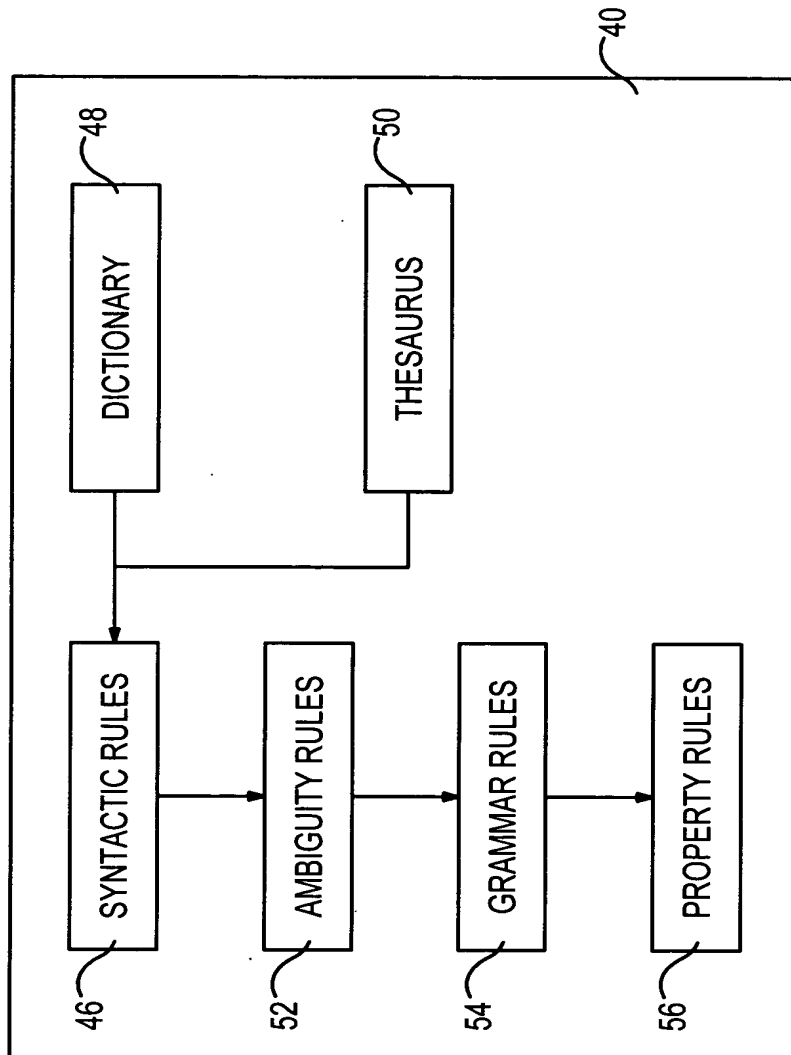 40
48
DICTIONARY
50
THESAURUS
46
SYNTACTIC RULES
52
AMBIGUITY RULES
54
GRAMMAR RULES
56
PROPERTY RULES